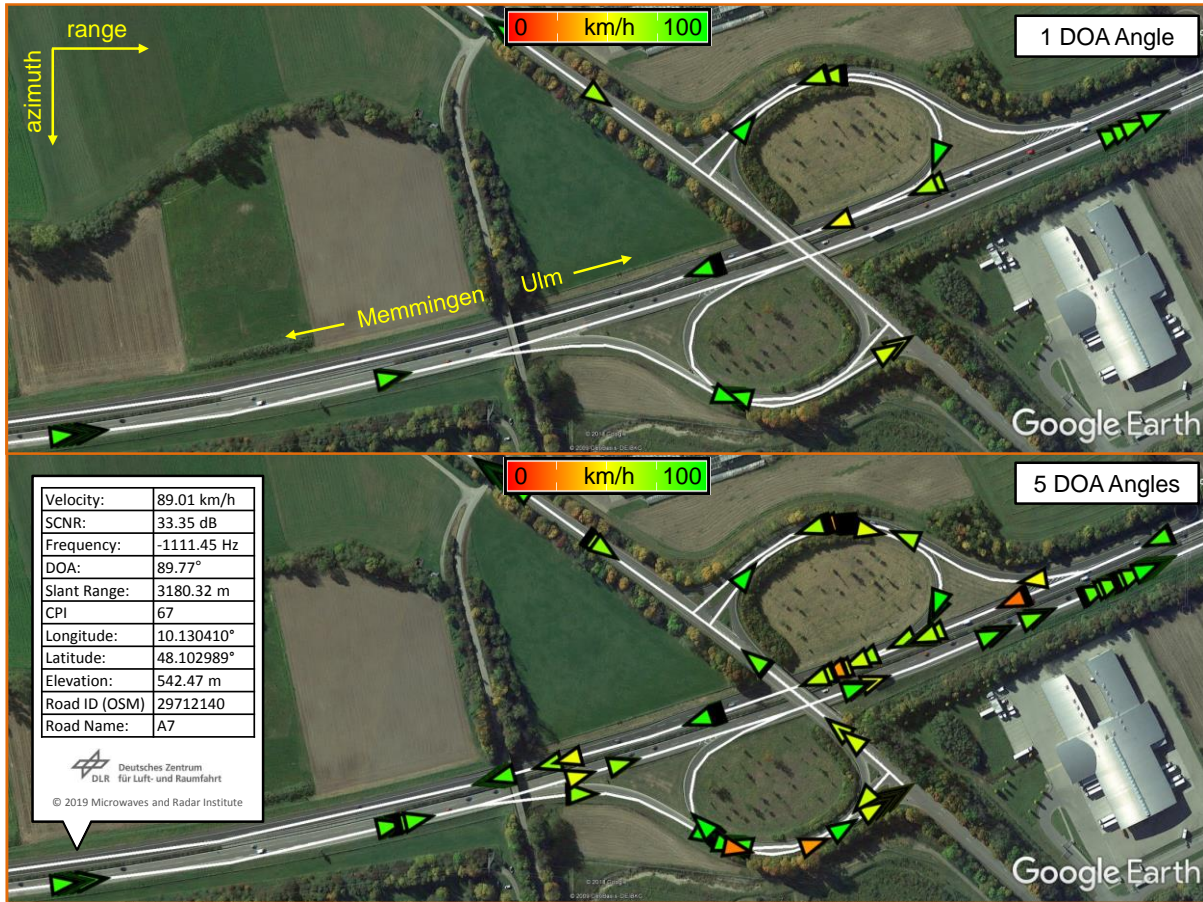 range
azimuth
0 km/h 100
1 DOA Angle
Ulm
Memmingen
Google Earth
© 2018 Google
0 km/h 100
5 DOA Angles
Velocity: 89.01 km/h
SCNR: 33.35 dB
Frequency: -1111.45 Hz
DOA: 89.77°
Slant Range: 3180.32 m
CPI 67
Longitude: 10.130410°
Latitude: 48.102989°
Elevation: 542.47 m
Road ID (OSM) 29712140
Road Name: A7
DLR
Deutsches Zentrum
für Luft- und Raumfahrt
© 2019 Microwaves and Radar Institute
Google Earth